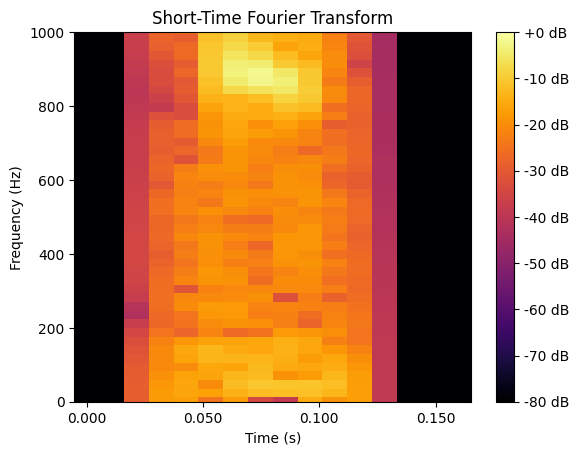 Short-Time Fourier Transform
1000
800
600
400
200
0
Frequency (Hz)
0.000
0.050
0.100
0.150
Time (s)
+0 dB
-10 dB
-20 dB
-30 dB
-40 dB
-50 dB
-60 dB
-70 dB
-80 dB